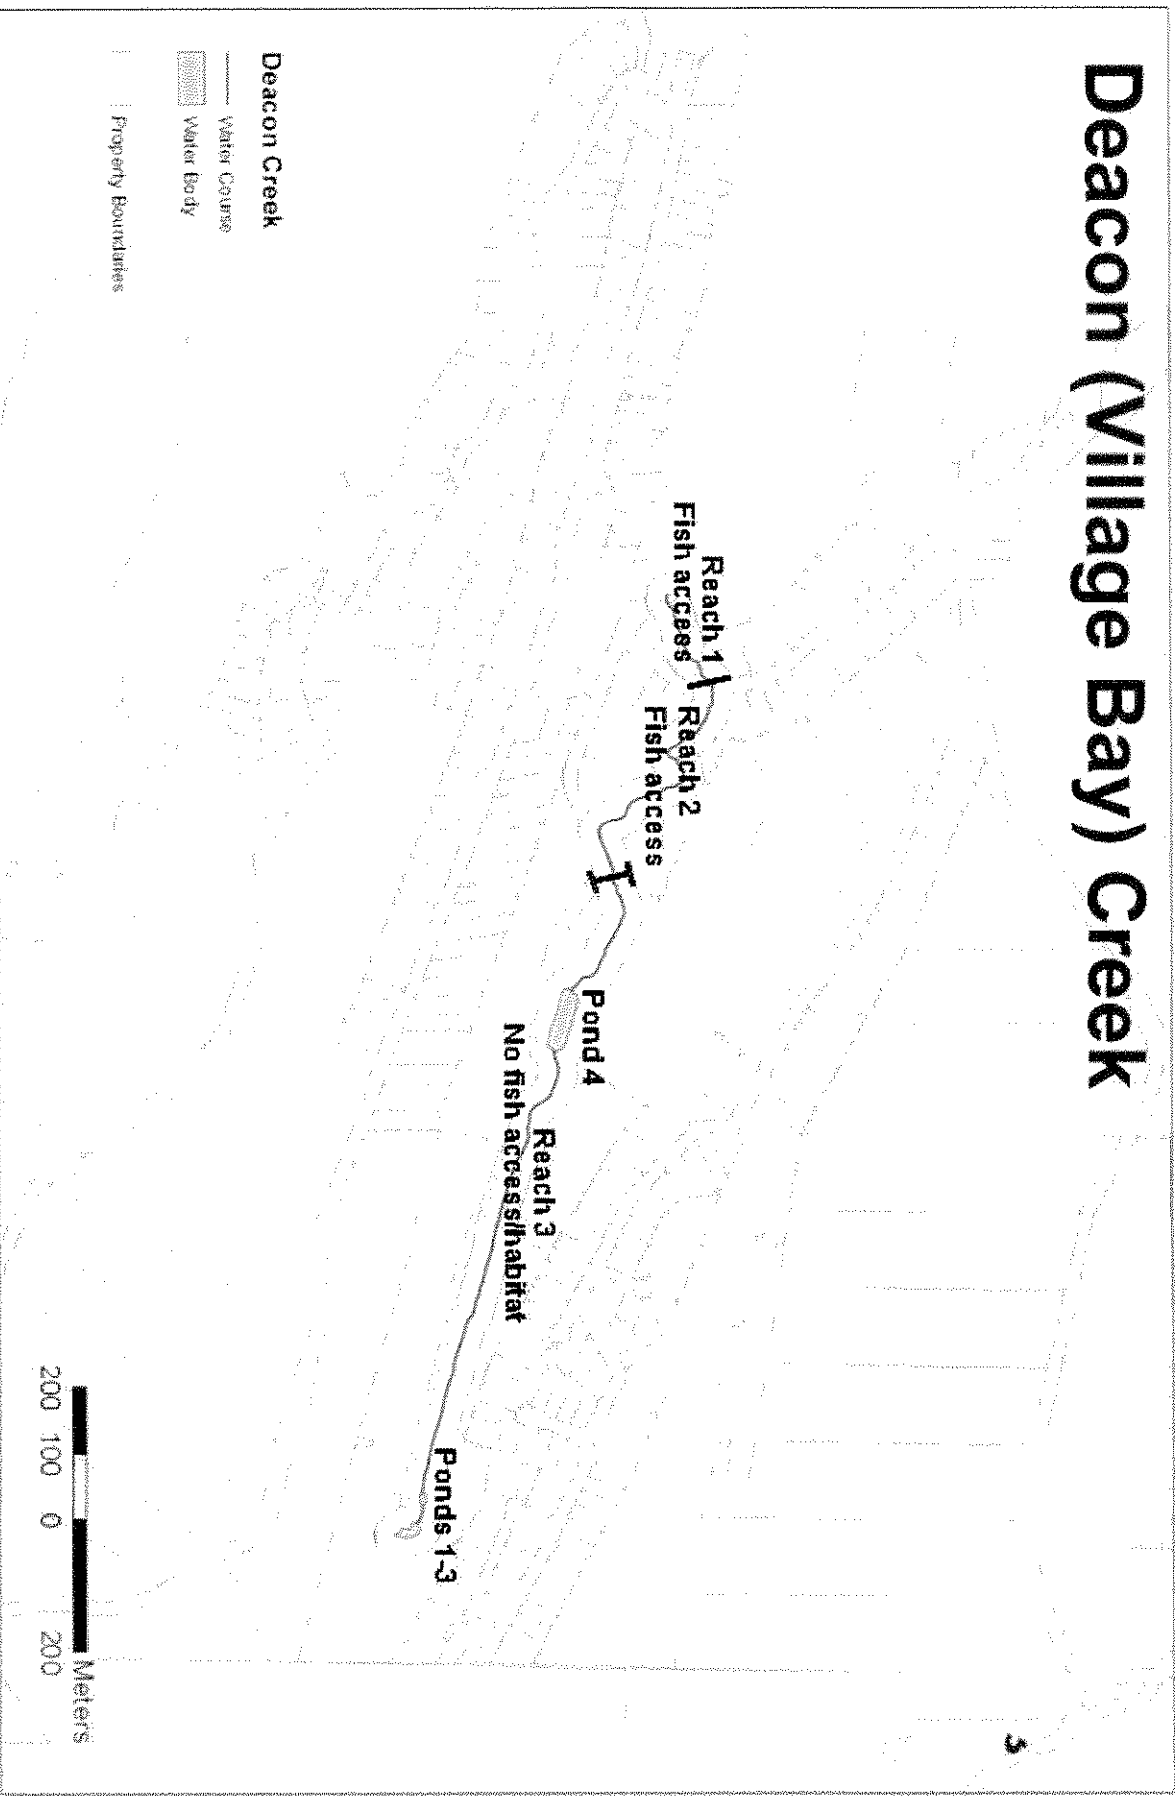 Deacon (Village Bay) Creek
Reach 1
Fish access
Reach 2
Fish access
Pond 4
Reach 3
No fish access/habitat
Ponds 1-3
Deacon Creek
Water Course
Water Body
Property Boundaries
200 100 0 200
Meters